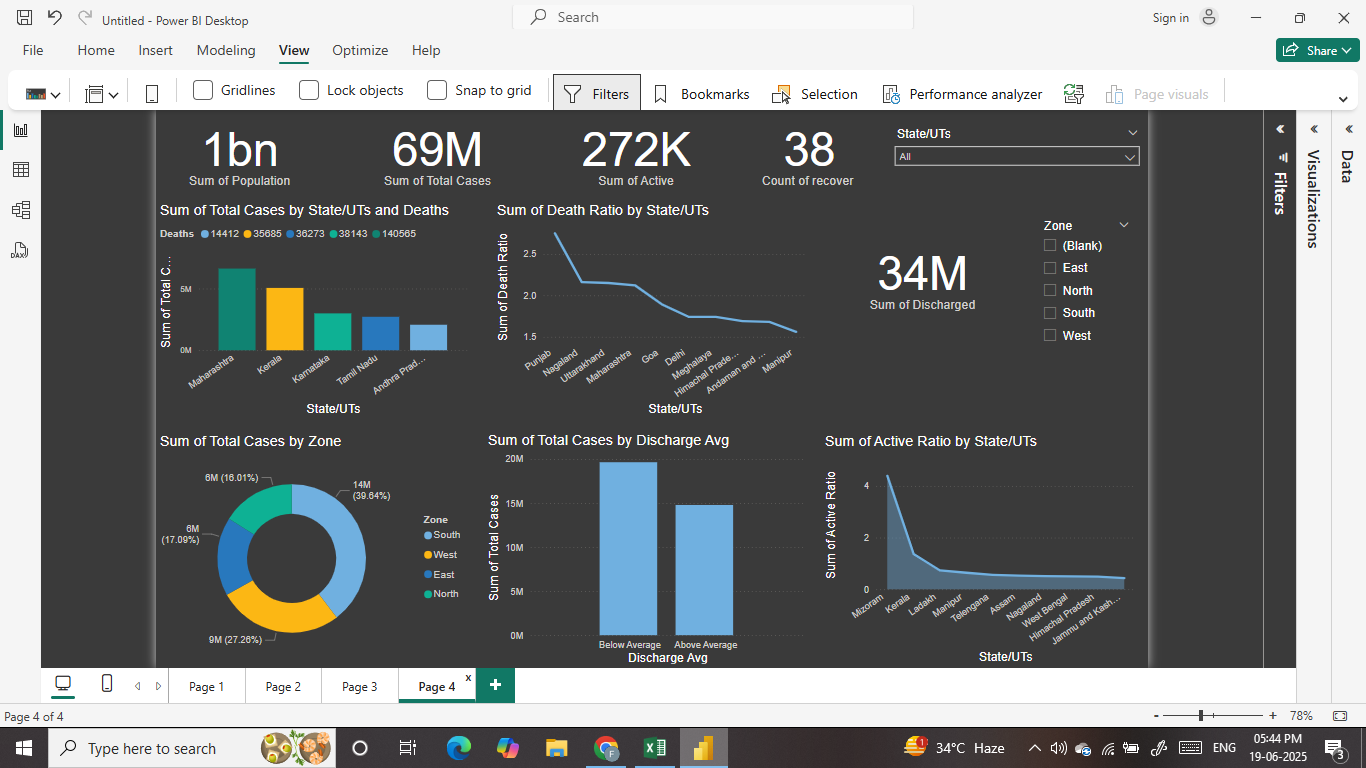 Untitled - Power BI Desktop
Search
Sign in
File Home Insert Modeling View Optimize Help
Share
Gridlines Lock objects Snap to grid Filters Bookmarks Selection Performance analyzer Page visuals
1bn
Sum of Population
69M
Sum of Total Cases
272K
Sum of Active
38
Count of recover
State/UTs
All
Sum of Total Cases by State/UTs and Deaths
Deaths 14412 35685 36273 38143 140565
Sum of Total C...
5M
0M
Maharashtra
Kerala
Karnataka
Tamil Nadu
Andhra Prad...
State/UTs
Sum of Death Ratio by State/UTs
Sum of Death Ratio
2.5
2.0
1.5
Punjab
Nagaland
Uttarakhand
Maharashtra
Goa
Delhi
Meghalaya
Himachal Prade...
Andaman and ...
Manipur
State/UTs
34M
Sum of Discharged
Zone
(Blank)
East
North
South
West
Filters
Visualizations
Data
Sum of Total Cases by Zone
6M (16.01%)
14M
(39.64%)
6M
(17.09%)
9M (27.26%)
Zone
South
West
East
North
Sum of Total Cases by Discharge Avg
Sum of Total Cases
20M
15M
10M
5M
0M
Below Average
Above Average
Discharge Avg
Sum of Active Ratio by State/UTs
Sum of Active Ratio
4
2
0
Mizoram
Kerala
Ladakh
Manipur
Telengana
Assam
Nagaland
West Bengal
Himachal Pradesh
Jammu and Kash...
State/UTs
Page 1 Page 2 Page 3 Page 4 x +
Page 4 of 4
- + 78%
Type here to search
1
34°C Haze
ENG
05:44 PM
19-06-2025
3
DAX
F